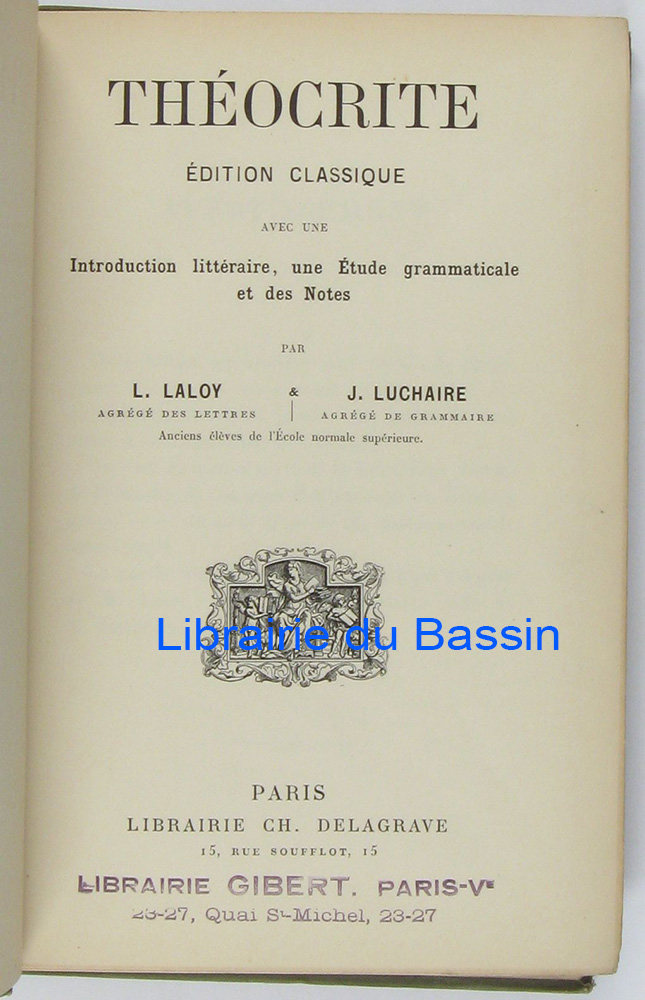 THÉOCRITE
ÉDITION CLASSIQUE
AVEC UNE
Introduction littéraire, une Étude grammaticale
et des Notes
PAR
L. LALOY & J. LUCHAIRE
AGRÉGÉ DES LETTRES AGRÉGÉ DE GRAMMAIRE
Anciens élèves de l'École normale supérieure.
Librairie du Bassin
PARIS
LIBRAIRIE CH. DELAGRAVE
15, RUE SOUFFLOT, 15
LIBRAIRIE GIBERT. PARIS-Vᵉ
23-27, Quai Sᵗ-Michel, 23-27